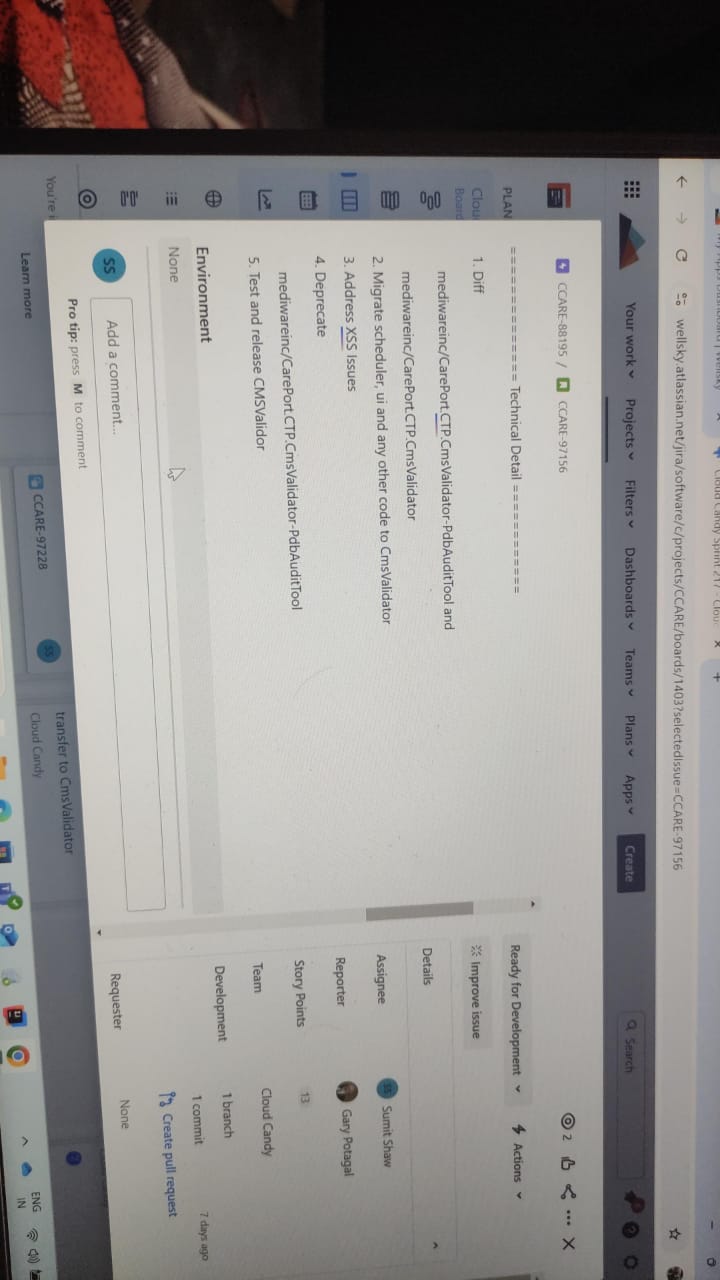 My Apps Dashboard | Wellsky
Cloud Candy Sprint 217 - Clou
wellsky.atlassian.net/jira/software/c/projects/CCARE/boards/1403?selectedIssue=CCARE-97156
Your work Projects Filters Dashboards Teams Plans Apps Create Search
CCARE-88195 / CCARE-97156
2
PLAN
Clou
Board
You're i
Learn more
============== Technical Detail ============
1. Diff
mediwareinc/CarePort.CTP.CmsValidator-PdbAuditTool and
mediwareinc/CarePort.CTP.CmsValidator
2. Migrate scheduler, ui and any other code to CmsValidator
3. Address XSS Issues
4. Deprecate
mediwareinc/CarePort.CTP.CmsValidator-PdbAuditTool
5. Test and release CMSValidor
Environment
None
SS
Add a comment...
Pro tip: press M to comment
Ready for Development
Actions
Improve issue
Details
Assignee
SS Sumit Shaw
Reporter
Gary Potagal
Story Points
13
Team
Cloud Candy
Development
1 branch
1 commit
7 days ago
Create pull request
Requester
None
CCARE-97228
SS
transfer to CmsValidator
Cloud Candy
ENG
IN